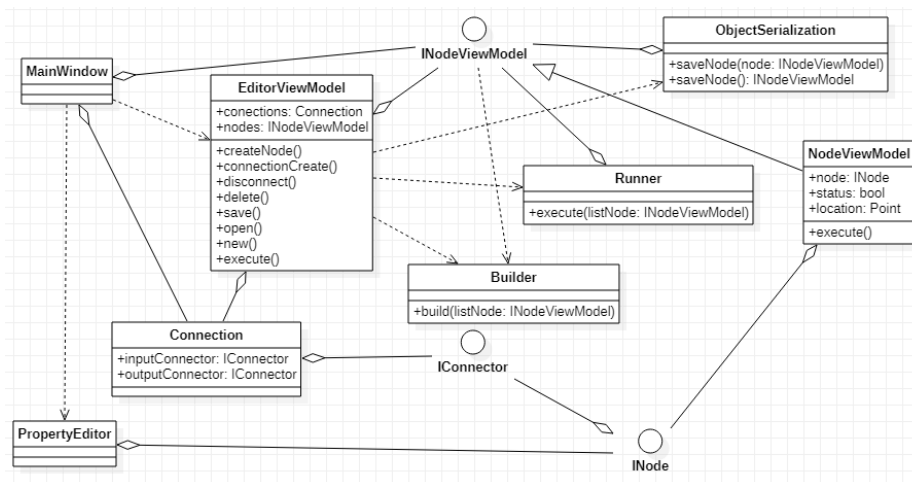 ObjectSerialization
+saveNode(node: INodeViewModel)
+saveNode(): INodeViewModel
INodeViewModel
MainWindow
EditorViewModel
+conections: Connection
+nodes: INodeViewModel
+createNode()
+connectionCreate()
+disconnect()
+delete()
+save()
+open()
+new()
+execute()
NodeViewModel
+node: INode
+status: bool
+location: Point
+execute()
Runner
+execute(listNode: INodeViewModel)
Builder
+build(listNode: INodeViewModel)
Connection
+inputConnector: IConnector
+outputConnector: IConnector
IConnector
PropertyEditor
INode